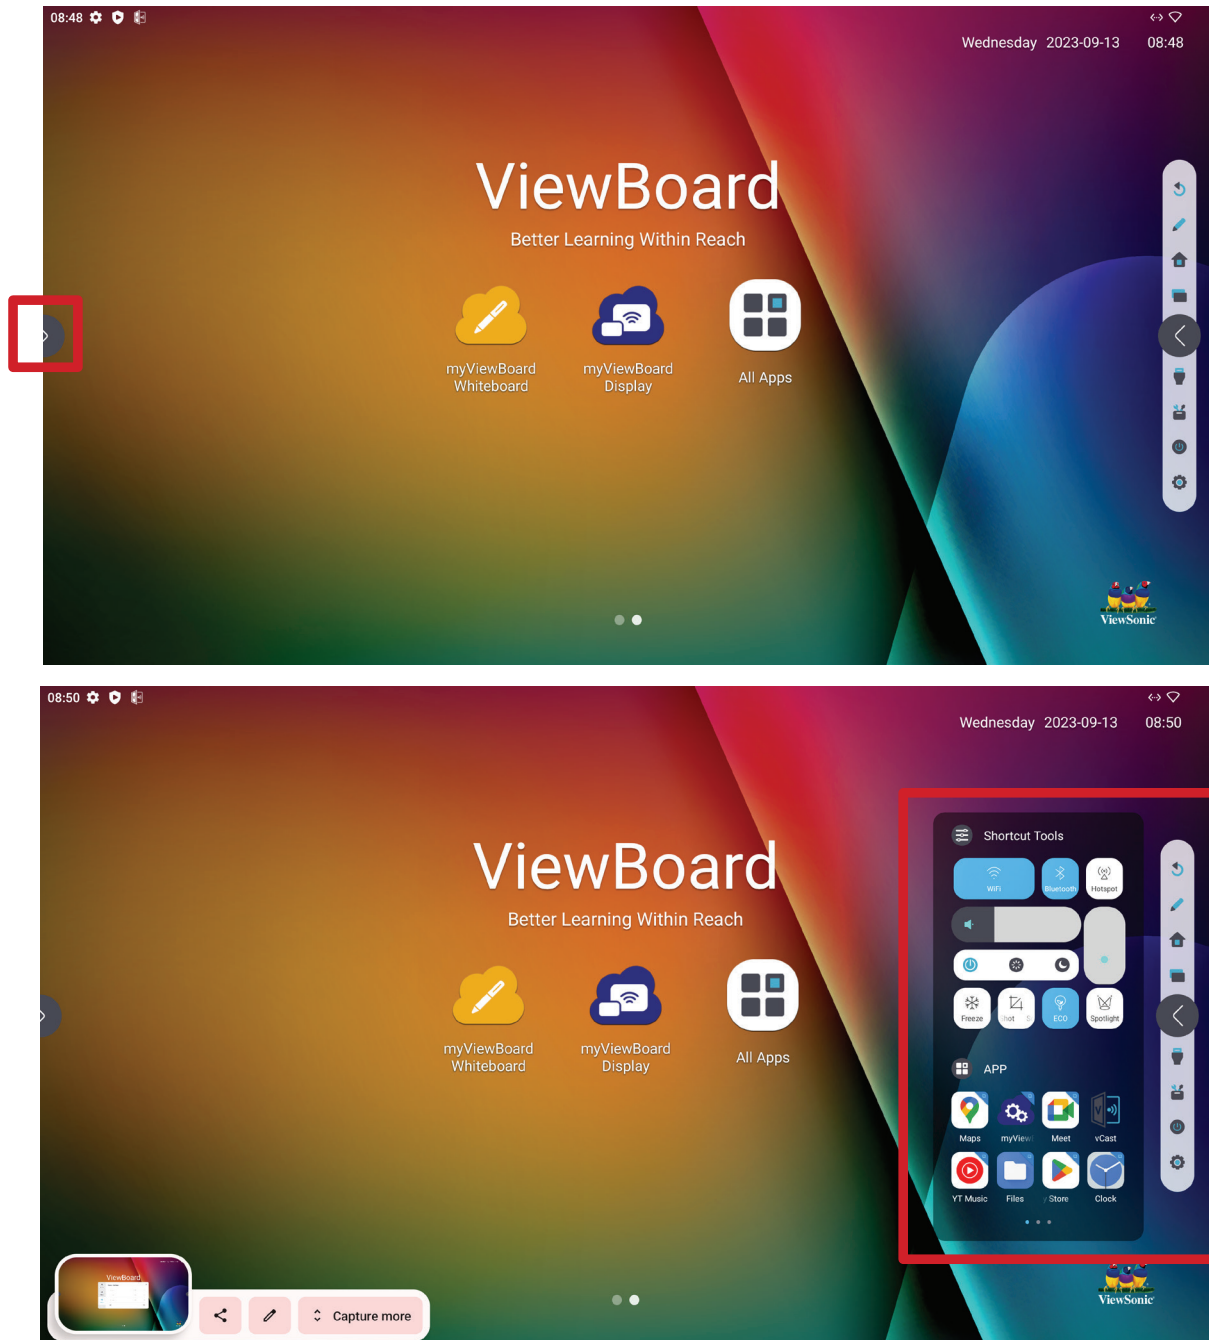 08:48
Wednesday 2023-09-13 08:48
ViewBoard
Better Learning Within Reach
myViewBoard
Whiteboard
myViewBoard
Display
All Apps
ViewSonic
08:50
Wednesday 2023-09-13 08:50
ViewBoard
Better Learning Within Reach
myViewBoard
Whiteboard
myViewBoard
Display
All Apps
Shortcut Tools
WiFi Bluetooth Hotspot
Freeze hot S ECO Spotlight
APP
Maps myView Meet vCast
YT Music Files Store Clock
ViewBoard
Capture more
ViewSonic